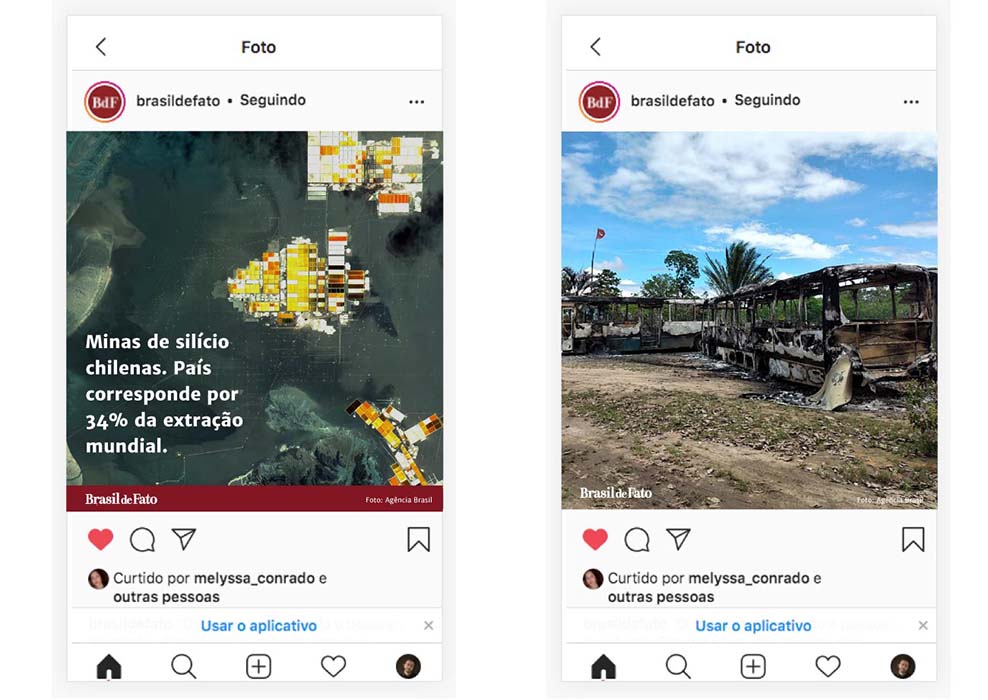 Foto
BdF
brasildefato • Seguindo
Minas de silício
chilenas. País
corresponde por
34% da extração
mundial.
Brasil de Fato
Foto: Agência Brasil
Curtido por melyssa_conrado e
outras pessoas
Usar o aplicativo
Foto
BdF
brasildefato • Seguindo
Brasil de Fato
Foto: Agência Brasil
Curtido por melyssa_conrado e
outras pessoas
Usar o aplicativo